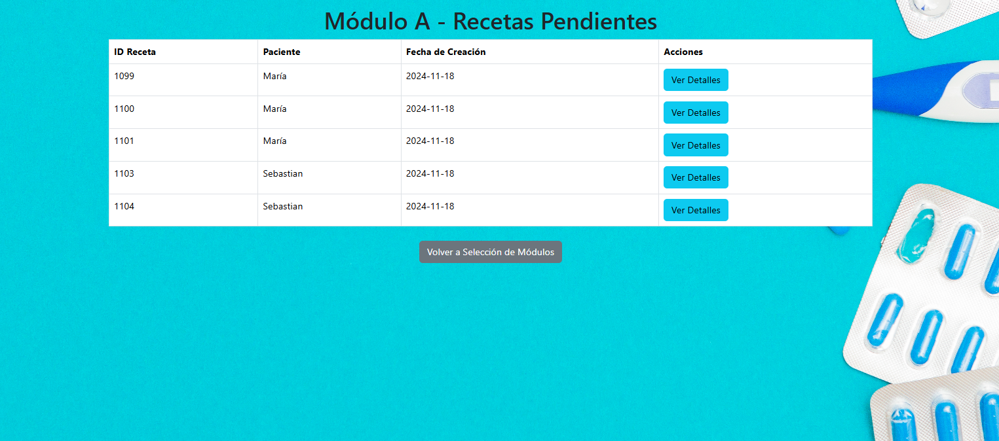 Módulo A - Recetas Pendientes
ID Receta Paciente Fecha de Creación Acciones
1099 María 2024-11-18 Ver Detalles
1100 María 2024-11-18 Ver Detalles
1101 María 2024-11-18 Ver Detalles
1103 Sebastian 2024-11-18 Ver Detalles
1104 Sebastian 2024-11-18 Ver Detalles
Volver a Selección de Módulos